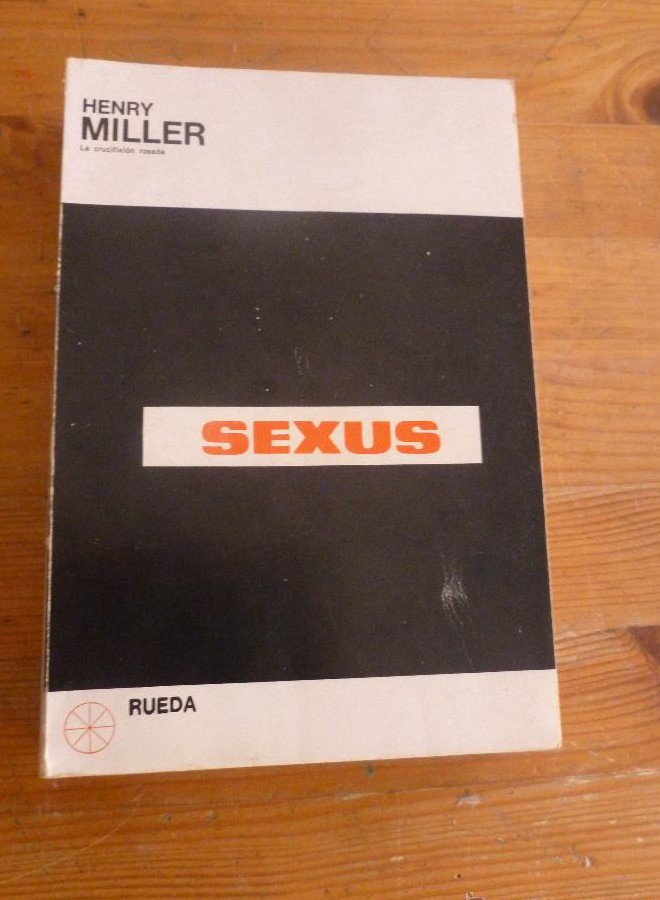 HENRY
MILLER
La crucifixión rosada
SEXUS
RUEDA